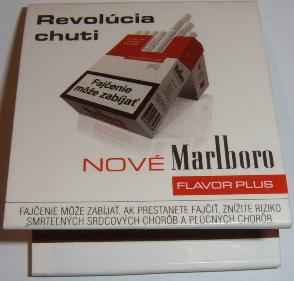 Revolúcia
chuti
Fajčenie
môže zabíjať
NOVÉ Marlboro
FLAVOR PLUS
FAJČENIE MÔŽE ZABÍJAŤ. AK PRESTANETE FAJČIŤ, ZNÍŽITE RIZIKO
SMRTEĽNÝCH SRDCOVÝCH CHORÔB A PĽÚCNYCH CHORÔB